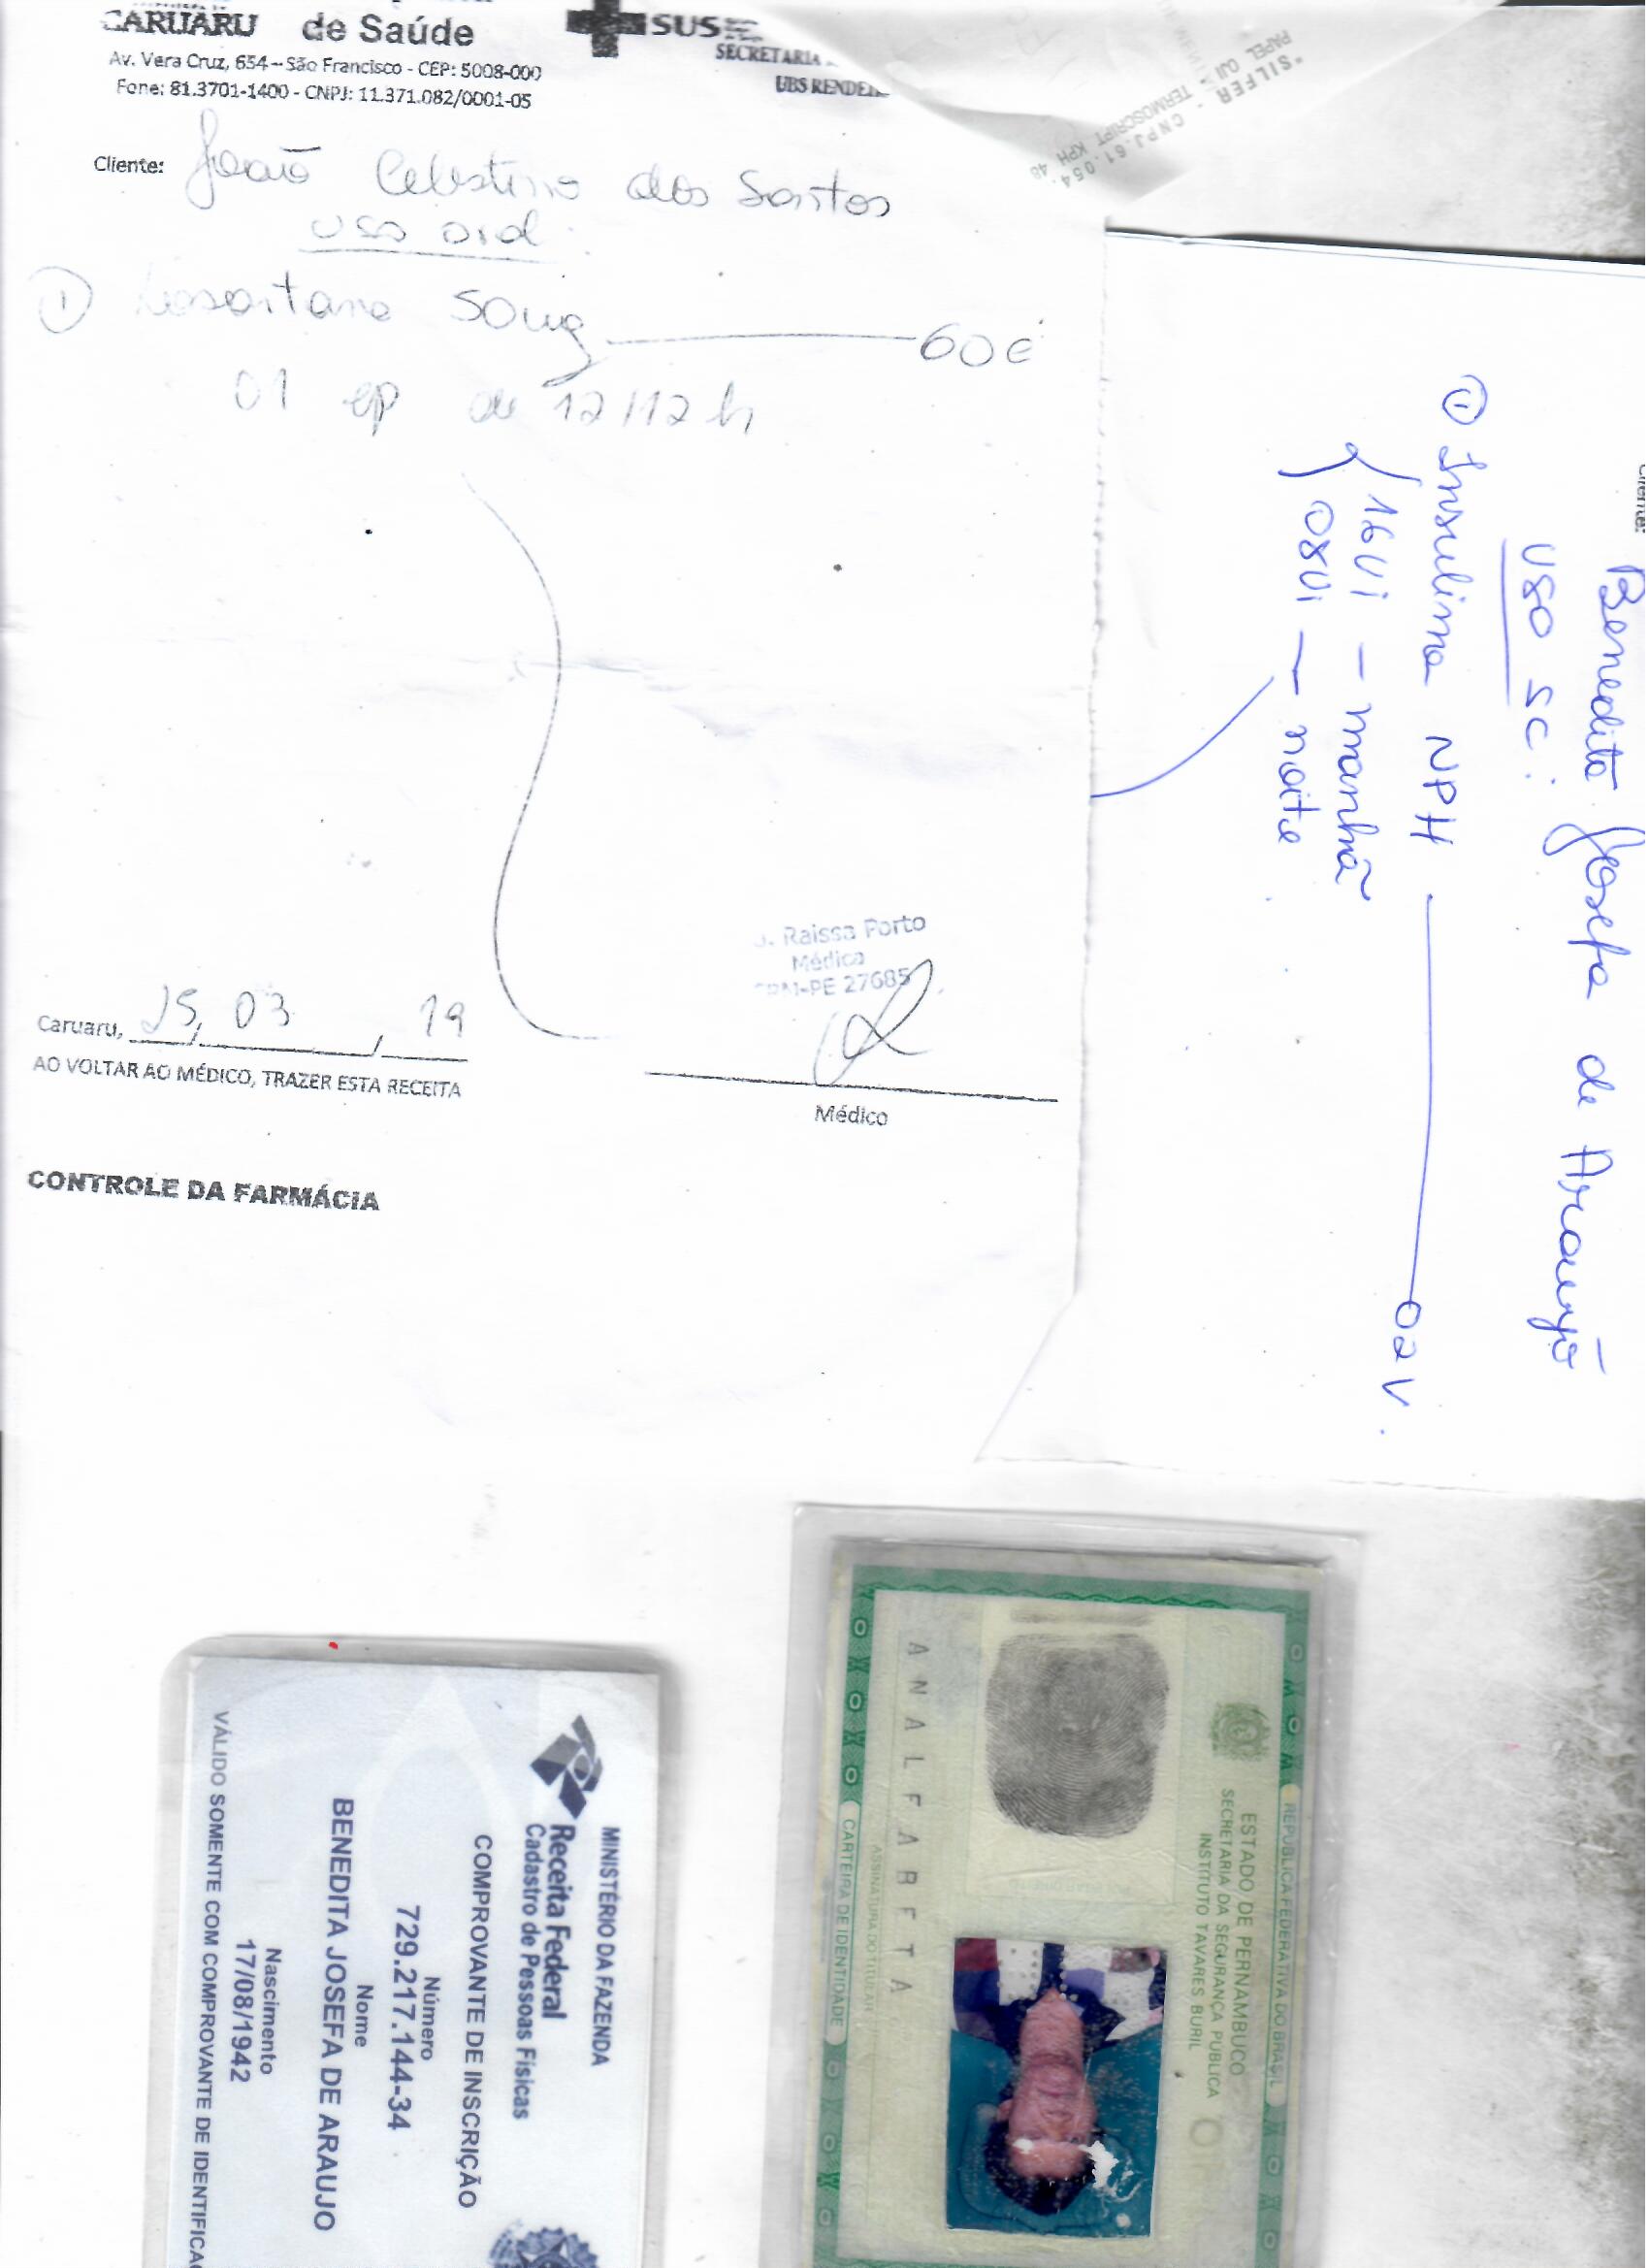 CARUARU de Saúde
Av. Vera Cruz, 654 – São Francisco - CEP: 5008-000
Fone: 81.3701-1400 - CNPJ: 11.371.082/0001-05
SUS
SECRETARIA
UBS
Cliente: João Celestino dos Santos
uso oral:
① Losartana 50mg 60c
01 cp de 12/12h
Raissa Porto
Médica
CRM-PE 27685
Caruaru, 25, 03, 19
AO VOLTAR AO MÉDICO, TRAZER ESTA RECEITA
Médico
CONTROLE DA FARMÁCIA
"SILFER"
CNPJ.61.054.
TERMOSCRIPT KPH 48
PAPEL OJI
Cliente: Benedita Josefa de Araujo
USO SC:
① Insulina NPH 02 V.
16Ui — manhã
08Ui — noite
MINISTÉRIO DA FAZENDA
Receita Federal
Cadastro de Pessoas Físicas
COMPROVANTE DE INSCRIÇÃO
Número
729.217.144-34
Nome
BENEDITA JOSEFA DE ARAUJO
Nascimento
17/08/1942
VÁLIDO SOMENTE COM COMPROVANTE DE IDENTIFICAÇ
REPÚBLICA FEDERATIVA DO BRASIL
ESTADO DE PERNAMBUCO
SECRETARIA DA SEGURANÇA PÚBLICA
INSTITUTO TAVARES BURIL
ANALFABETA
ASSINATURA DO TITULAR
CARTEIRA DE IDENTIDADE